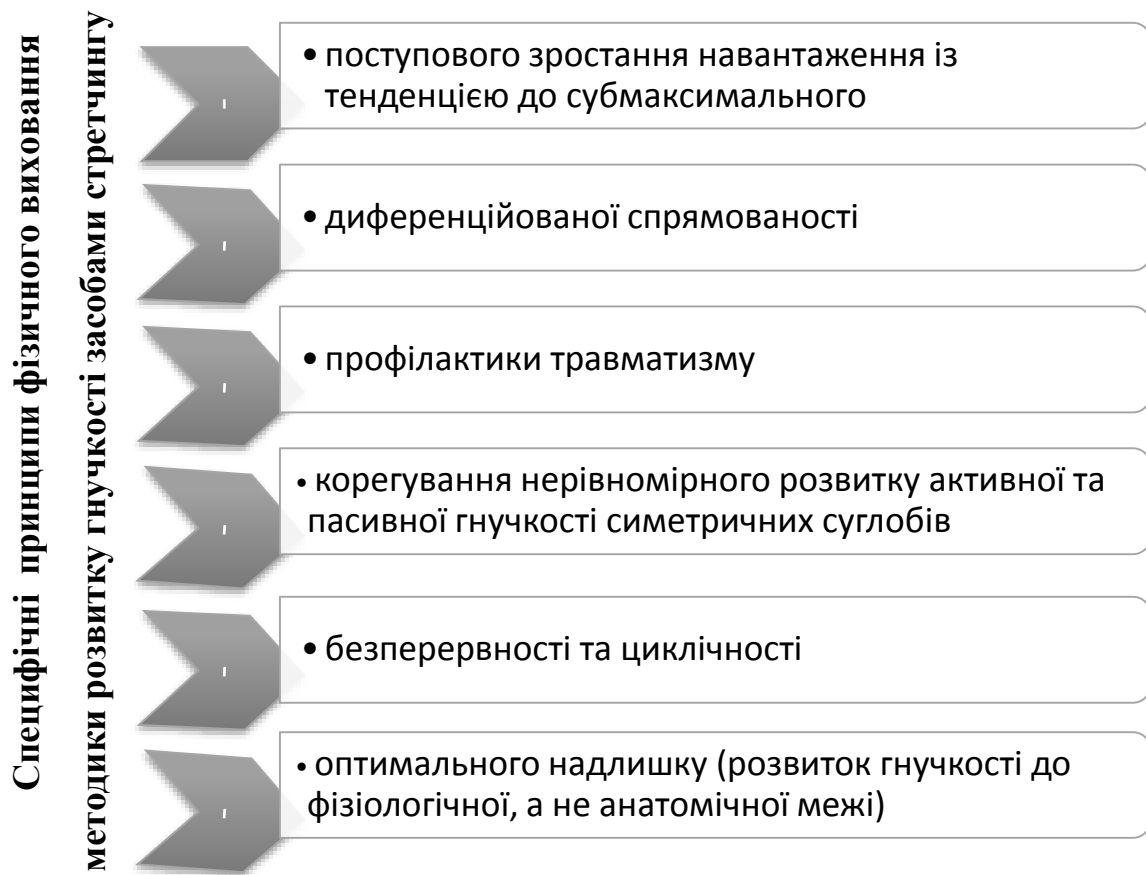 Специфічні принципи фізичного виховання
методики розвитку гнучкості засобами стретчингу
• поступового зростання навантаження із
тенденцією до субмаксимального
• диференційованої спрямованості
• профілактики травматизму
• корегування нерівномірного розвитку активної та
пасивної гнучкості симетричних суглобів
• безперервності та циклічності
• оптимального надлишку (розвиток гнучкості до
фізіологічної, а не анатомічної межі)